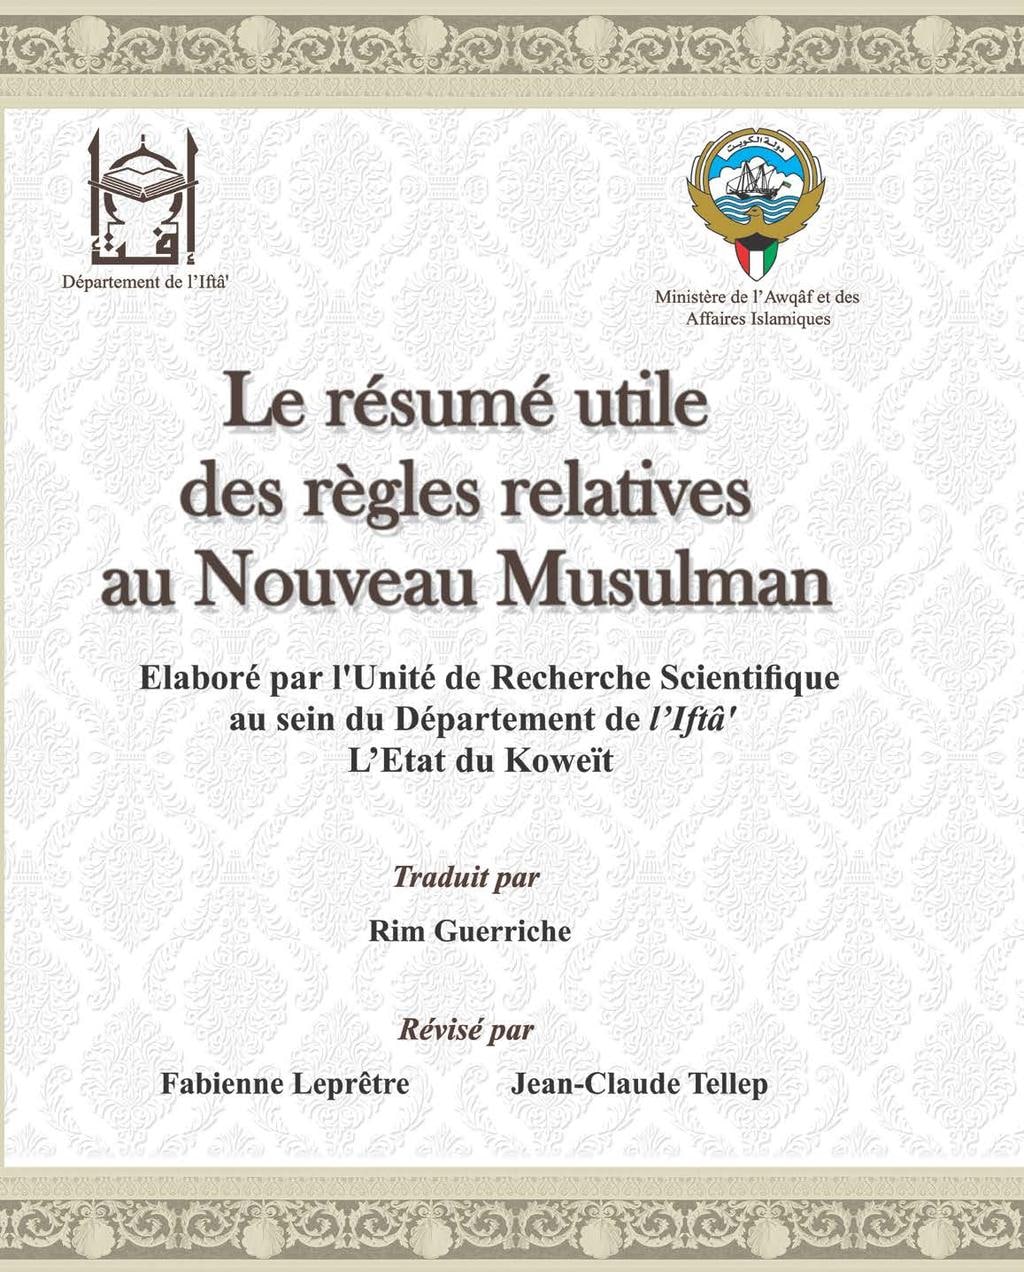 دولة الكويت
إفتاء
Département de l’Iftâ'
Ministère de l’Awqâf et des
Affaires Islamiques
Le résumé utile
des règles relatives
au Nouveau Musulman
Elaboré par l'Unité de Recherche Scientifique
au sein du Département de l’Iftâ'
L’Etat du Koweït
Traduit par
Rim Guerriche
Révisé par
Fabienne Leprêtre Jean-Claude Tellep